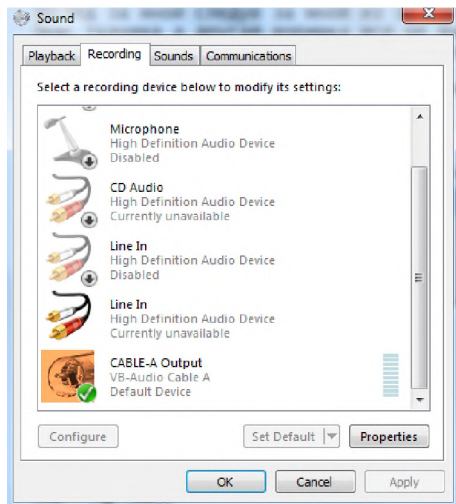 Sound
Playback
Recording
Sounds
Communications
Select a recording device below to modify its settings:
Microphone
High Definition Audio Device
Disabled
CD Audio
High Definition Audio Device
Currently unavailable
Line In
High Definition Audio Device
Disabled
Line In
High Definition Audio Device
Currently unavailable
CABLE-A Output
VB-Audio Cable A
Default Device
Configure
Set Default
Properties
OK
Cancel
Apply